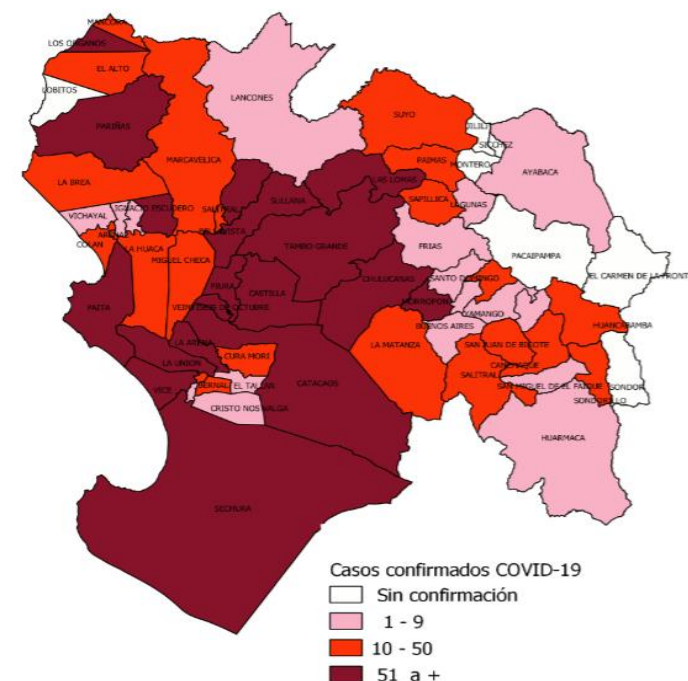 MANCORA
LOS ORGANOS
EL ALTO
LOBITOS
LANCONES
PARIÑAS
SUYO
JILILI
SICCHEZ
MARCAVELICA
PAIMAS
MONTERO
AYABACA
LAS LOMAS
LA BREA
SULLANA
SAPILLICA
LAGUNAS
IGNACIO ESCUDERO
SALITRAL
VICHAYAL
COLAN
LA HUACA
TAMBO GRANDE
FRIAS
PACAIPAMPA
MIGUEL CHECA
EL CARMEN DE LA FRONT
CHULUCANAS
SANTO DOMINGO
PIURA
CASTILLA
PAITA
VEINTISEIS DE OCTUBRE
MORROPON
YAMANGO
BUENOS AIRES
HUANCABAMBA
LA ARENA
LA MATANZA
SAN JUAN DE BIGOTE
CURA MORI
LA UNION
SALITRAL
SONDOR
VICE
BERNAL
EL TALLAN
CATACAOS
SAN MIGUEL DE EL FAIQUE
SONDORILLO
CRISTO NOS VALGA
HUARMACA
SECHURA
Casos confirmados COVID-19
Sin confirmación
1 - 9
10 - 50
51 a +